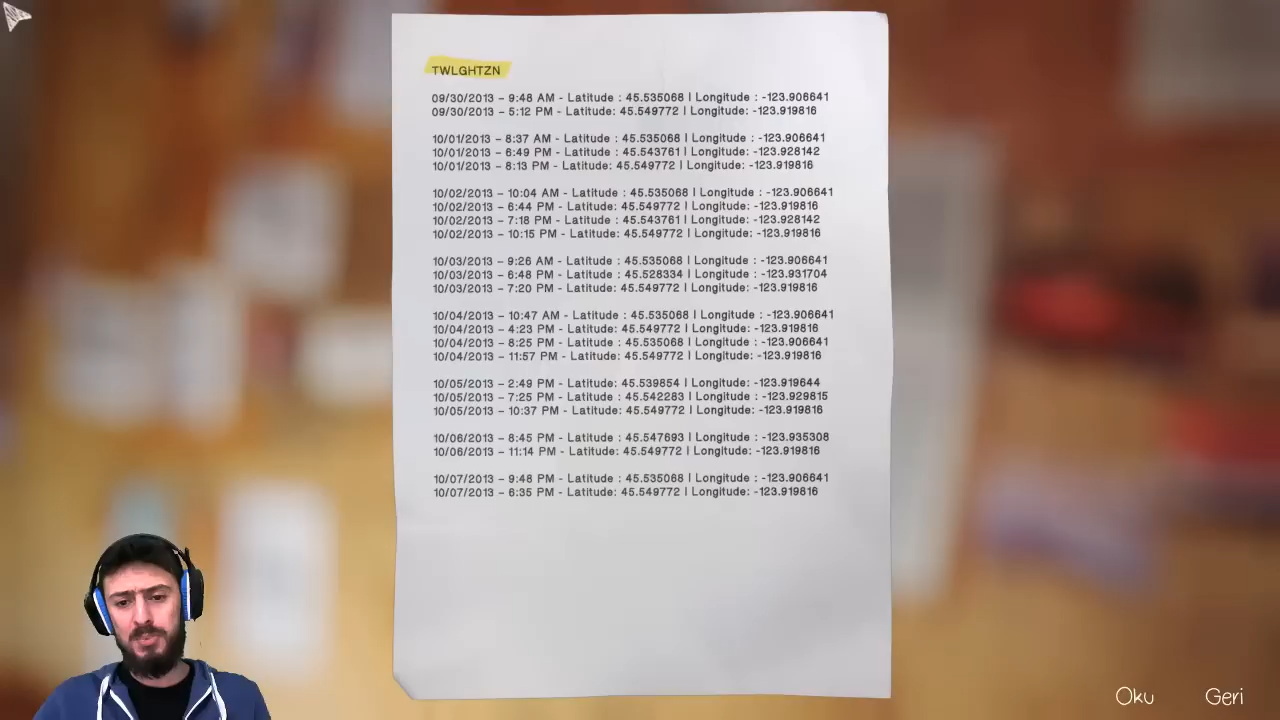 TWLGHTZN
09/30/2013 – 9:48 AM - Latitude : 45.535068 | Longitude : -123.906641
09/30/2013 – 5:12 PM - Latitude: 45.549772 | Longitude: -123.919816
10/01/2013 – 8:37 AM - Latitude : 45.535068 | Longitude : -123.906641
10/01/2013 – 6:49 PM - Latitude : 45.543761 | Longitude: -123.928142
10/01/2013 – 8:13 PM - Latitude: 45.549772 | Longitude: -123.919816
10/02/2013 – 10:04 AM - Latitude : 45.535068 | Longitude : -123.906641
10/02/2013 – 6:44 PM - Latitude: 45.549772 | Longitude: -123.919816
10/02/2013 – 7:18 PM - Latitude : 45.543761 | Longitude: -123.928142
10/02/2013 – 10:15 PM - Latitude: 45.549772 | Longitude: -123.919816
10/03/2013 – 9:26 AM - Latitude : 45.535068 | Longitude : -123.906641
10/03/2013 – 6:48 PM - Latitude : 45.528334 | Longitude: -123.931704
10/03/2013 – 7:20 PM - Latitude: 45.549772 | Longitude: -123.919816
10/04/2013 – 10:47 AM - Latitude : 45.535068 | Longitude : -123.906641
10/04/2013 – 4:23 PM - Latitude: 45.549772 | Longitude: -123.919816
10/04/2013 – 8:25 PM - Latitude : 45.535068 | Longitude : -123.906641
10/04/2013 – 11:57 PM - Latitude: 45.549772 | Longitude: -123.919816
10/05/2013 – 2:49 PM - Latitude: 45.539854 | Longitude: -123.919644
10/05/2013 – 7:25 PM - Latitude : 45.542283 | Longitude: -123.929815
10/05/2013 – 10:37 PM - Latitude: 45.549772 | Longitude: -123.919816
10/06/2013 – 8:45 PM - Latitude : 45.547693 | Longitude : -123.935308
10/06/2013 – 11:14 PM - Latitude: 45.549772 | Longitude: -123.919816
10/07/2013 – 9:48 PM - Latitude : 45.535068 | Longitude : -123.906641
10/07/2013 – 6:35 PM - Latitude: 45.549772 | Longitude: -123.919816
Oku Geri